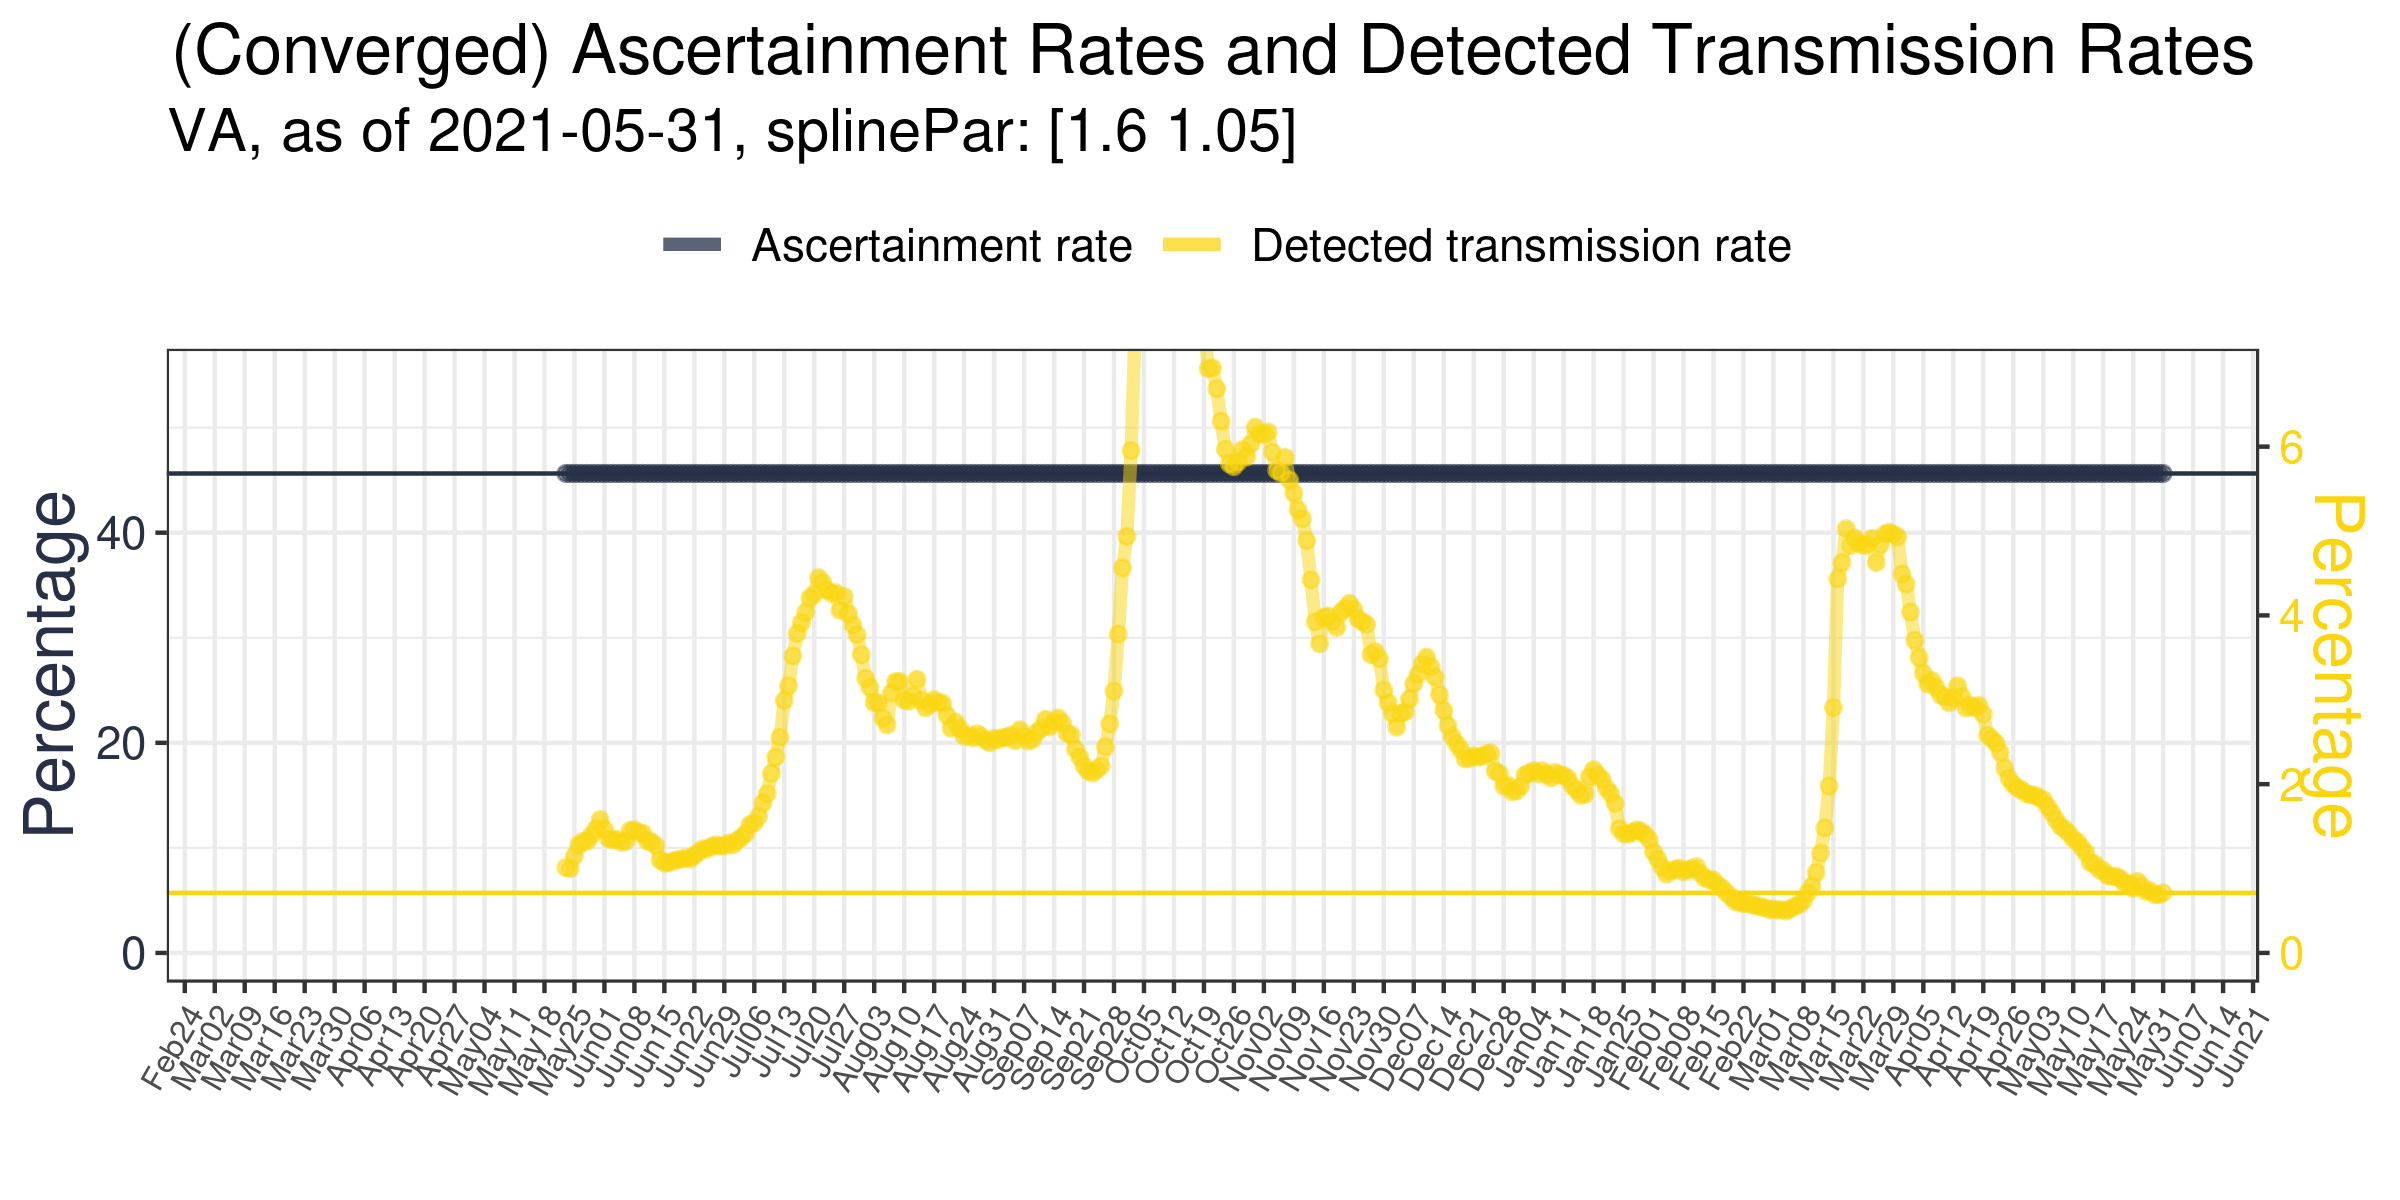 (Converged) Ascertainment Rates and Detected Transmission Rates
VA, as of 2021-05-31, splinePar: [1.6 1.05]
Ascertainment rate
Detected transmission rate
Percentage
40
20
0
6
4
2
0
Percentage
Feb24
Mar02
Mar09
Mar16
Mar23
Mar30
Apr06
Apr13
Apr20
Apr27
May04
May11
May18
May25
Jun01
Jun08
Jun15
Jun22
Jun29
Jul06
Jul13
Jul20
Jul27
Aug03
Aug10
Aug17
Aug24
Aug31
Sep07
Sep14
Sep21
Sep28
Oct05
Oct12
Oct19
Oct26
Nov02
Nov09
Nov16
Nov23
Nov30
Dec07
Dec14
Dec21
Dec28
Jan04
Jan11
Jan18
Jan25
Feb01
Feb08
Feb15
Feb22
Mar01
Mar08
Mar15
Mar22
Mar29
Apr05
Apr12
Apr19
Apr26
May03
May10
May17
May24
May31
Jun07
Jun14
Jun21